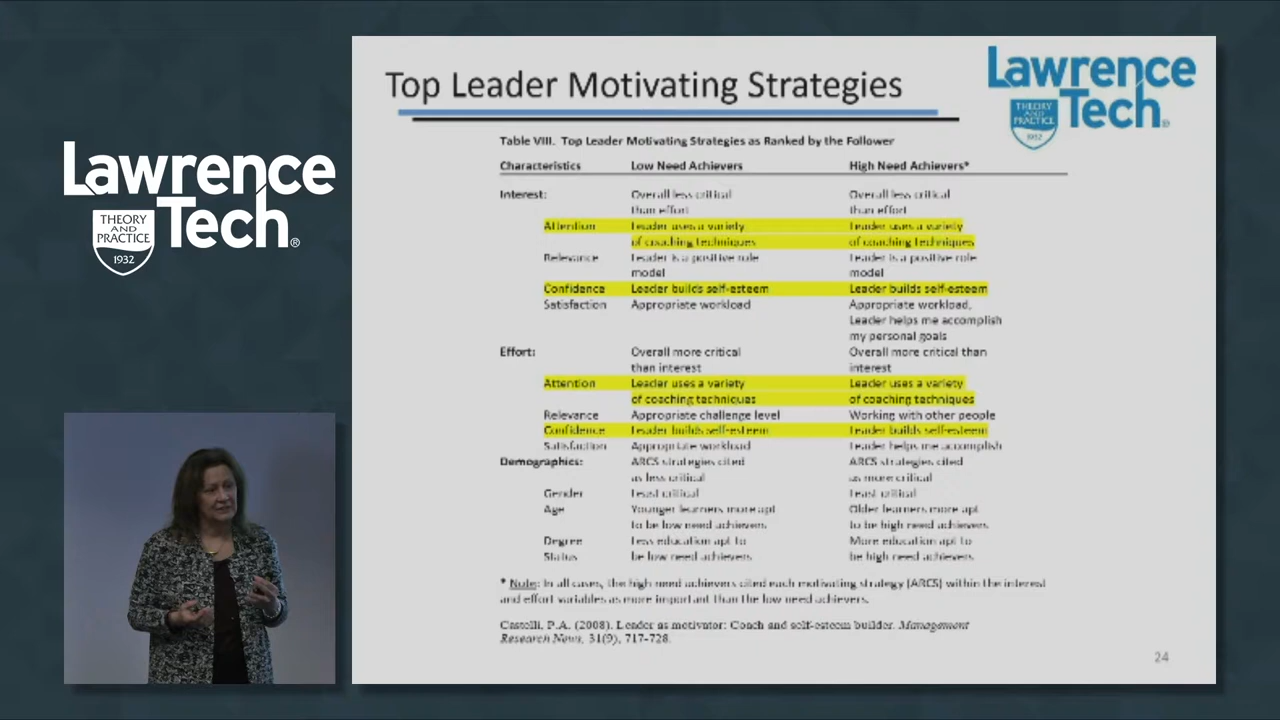 Lawrence
Tech®
THEORY
AND
PRACTICE
1932
Top Leader Motivating Strategies
Lawrence
Tech®
THEORY
AND
PRACTICE
1932
Table VIII. Top Leader Motivating Strategies as Ranked by the Follower
Characteristics Low Need Achievers High Need Achievers*
Interest: Overall less critical Overall less critical
than effort than effort
Attention Leader uses a variety Leader uses a variety
of coaching techniques of coaching techniques
Relevance Leader is a positive role Leader is a positive role
model model
Confidence Leader builds self-esteem Leader builds self-esteem
Satisfaction Appropriate workload Appropriate workload,
Leader helps me accomplish
my personal goals
Effort: Overall more critical Overall more critical than
than interest interest
Attention Leader uses a variety Leader uses a variety
of coaching techniques of coaching techniques
Relevance Appropriate challenge level Working with other people
Confidence Leader builds self-esteem Leader builds self-esteem
Satisfaction Appropriate workload Leader helps me accomplish
Demographics: ARCS strategies cited ARCS strategies cited
as less critical as more critical
Gender Least critical Least critical
Age Younger learners more apt Older learners more apt
to be low need achievers to be high need achievers
Degree Less education apt to More education apt to
Status be low need achievers be high need achievers
* Note: In all cases, the high need achievers cited each motivating strategy (ARCS) within the interest
and effort variables as more important than the low need achievers.
Castelli, P.A. (2008). Leader as motivator: Coach and self-esteem builder. Management
Research News, 31(9), 717-728.
24